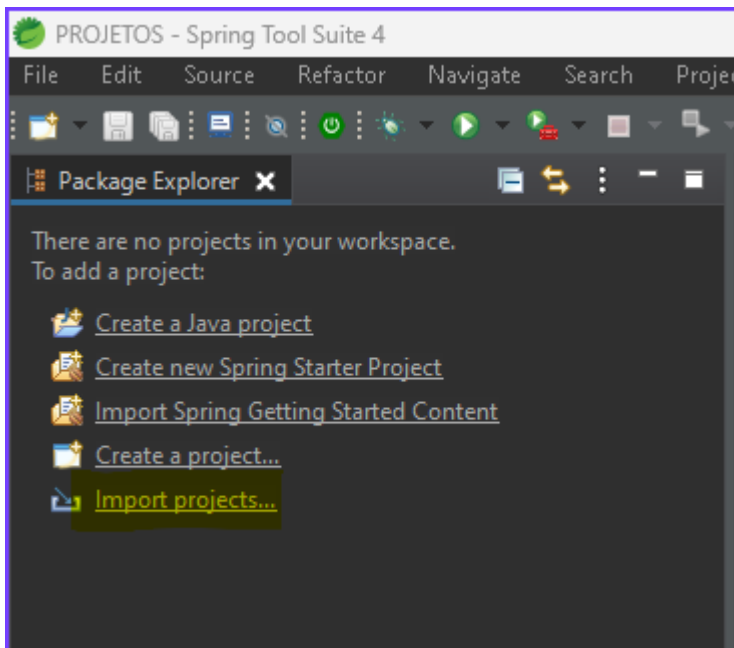 PROJETOS - Spring Tool Suite 4
File Edit Source Refactor Navigate Search
Package Explorer
There are no projects in your workspace.
To add a project:
Create a Java project
Create new Spring Starter Project
Import Spring Getting Started Content
Create a project...
Import projects...